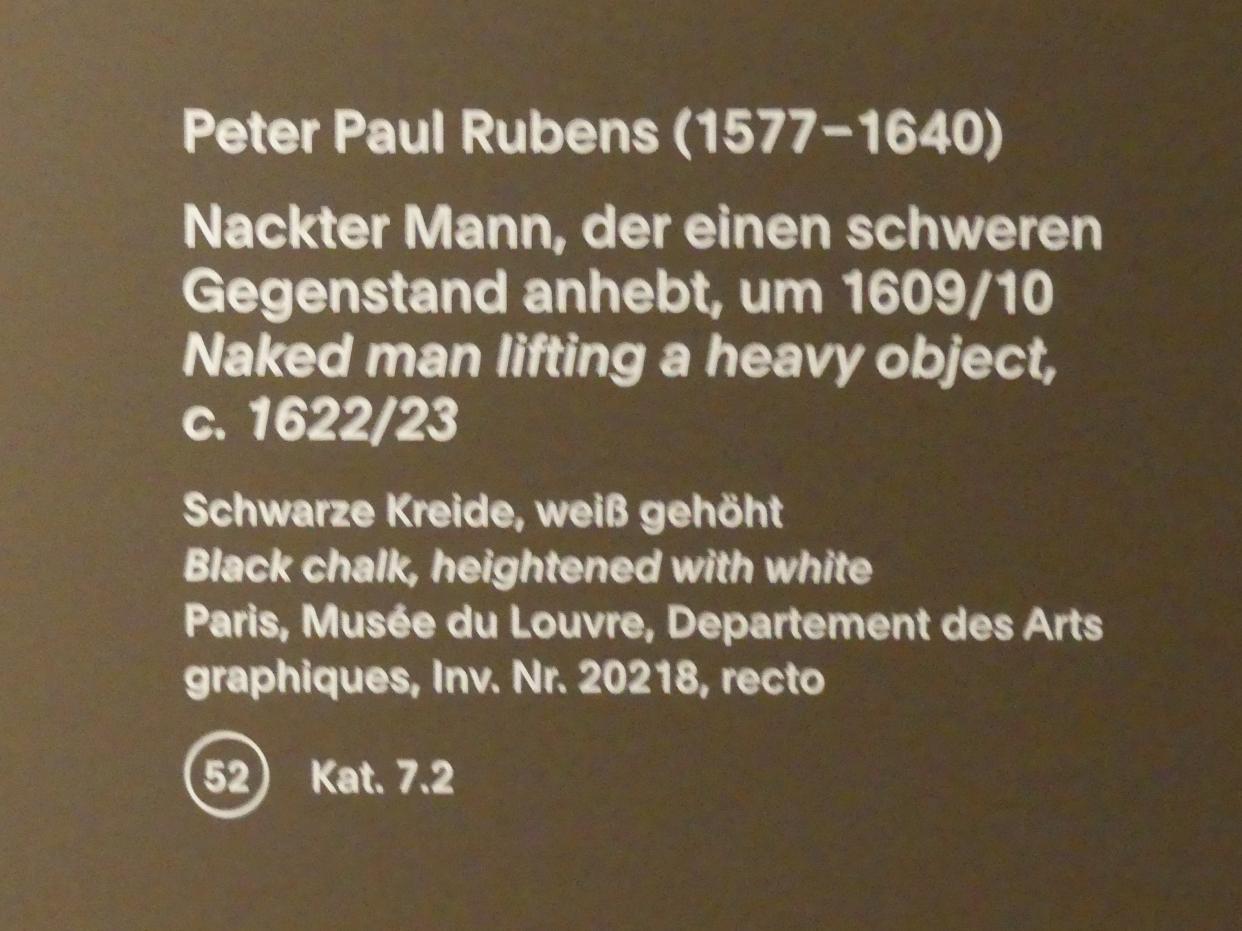 Peter Paul Rubens (1577–1640)
Nackter Mann, der einen schweren
Gegenstand anhebt, um 1609/10
Naked man lifting a heavy object,
c. 1622/23
Schwarze Kreide, weiß gehöht
Black chalk, heightened with white
Paris, Musée du Louvre, Departement des Arts
graphiques, Inv. Nr. 20218, recto
52 Kat. 7.2